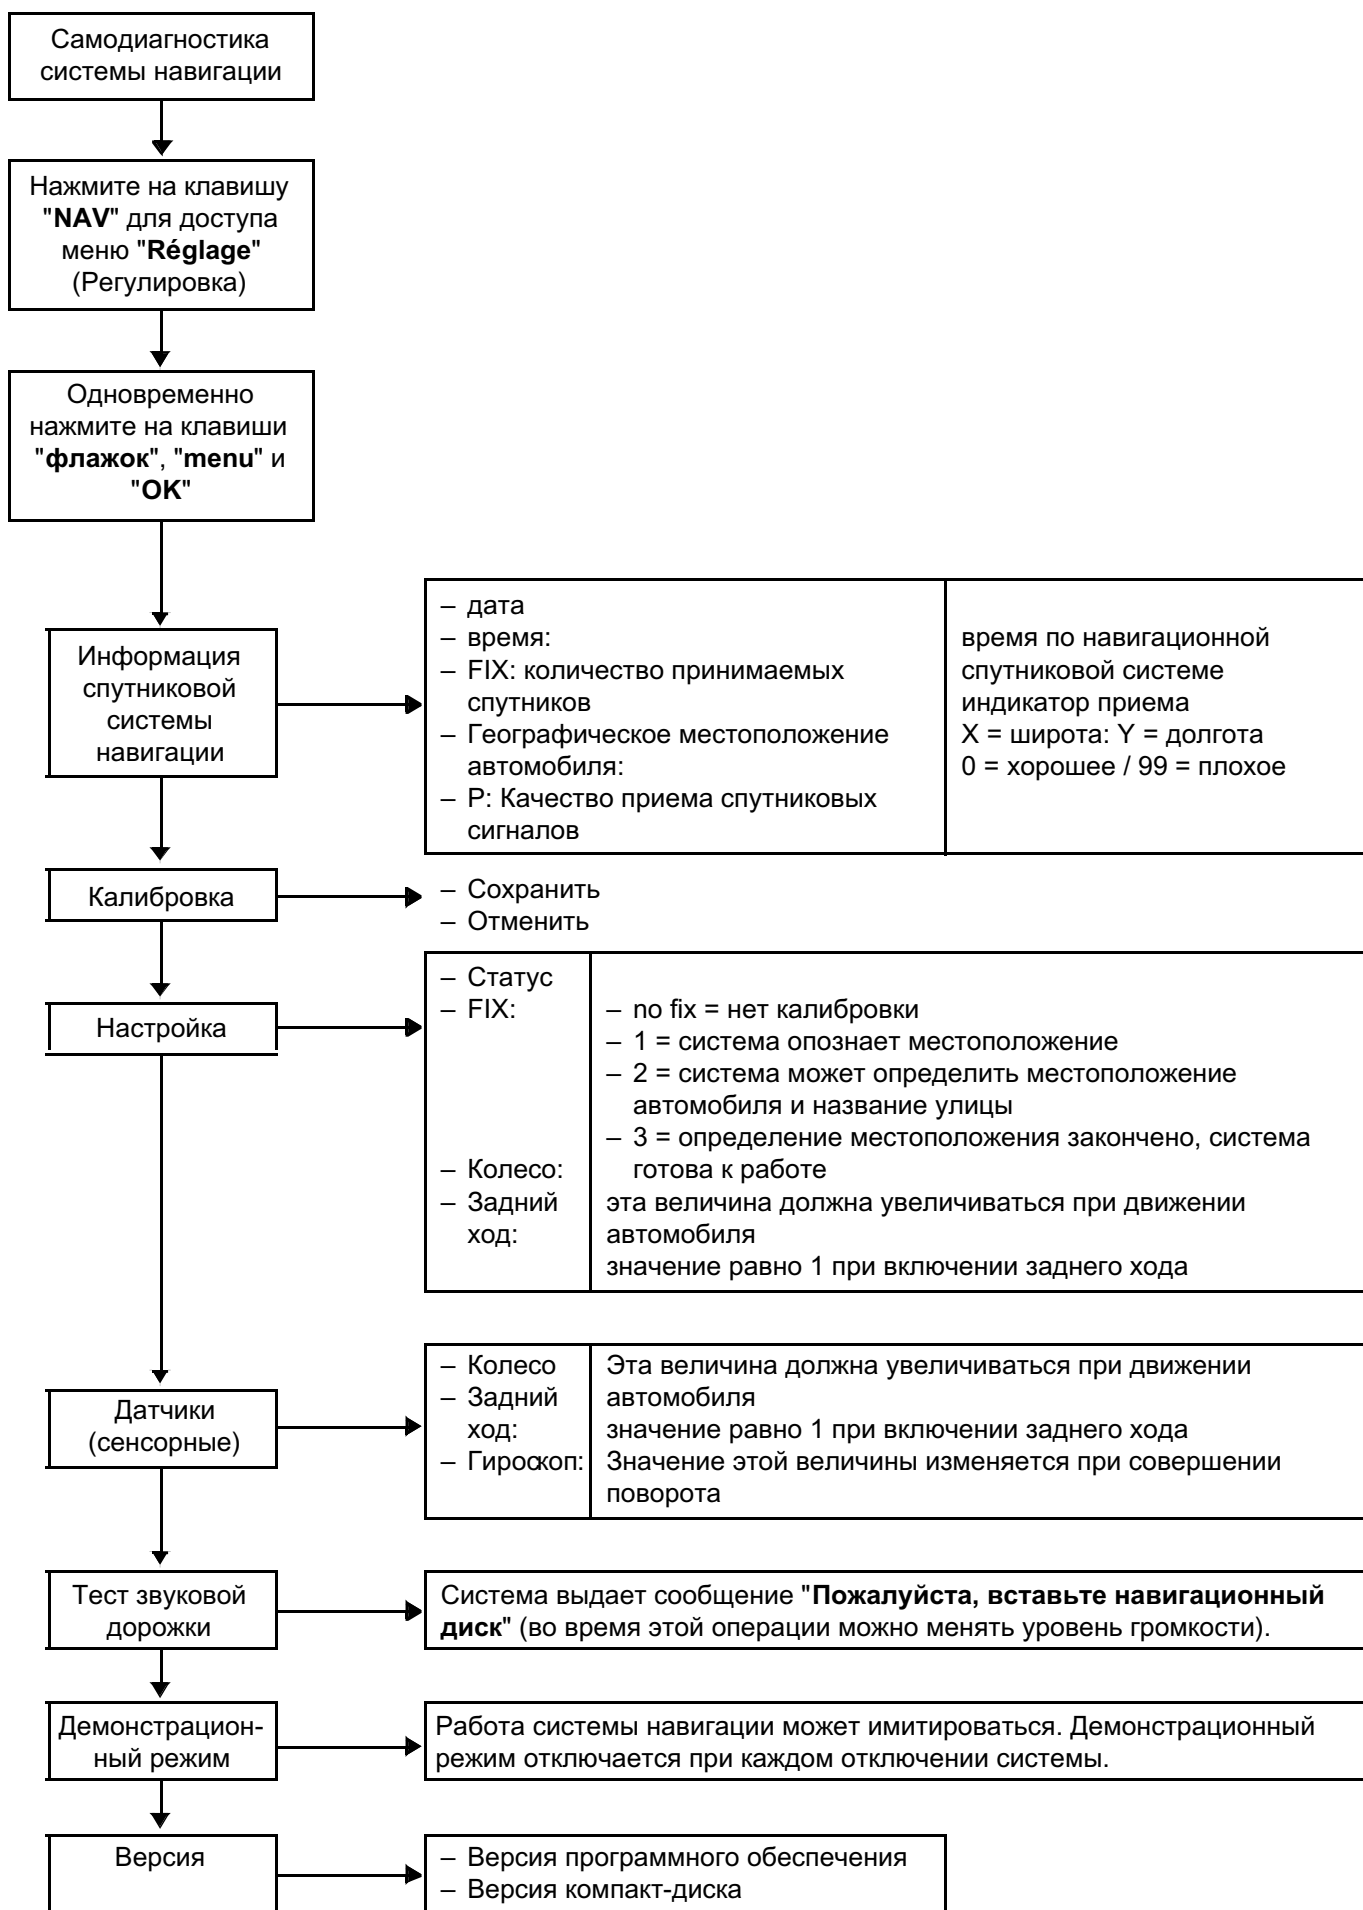 Самодиагностика
системы навигации
Нажмите на клавишу
"NAV" для доступа
меню "Réglage"
(Регулировка)
Одновременно
нажмите на клавиши
"флажок", "menu" и
"OK"
Информация
спутниковой
системы
навигации
– дата
– время:
– FIX: количество принимаемых
спутников
– Географическое местоположение
автомобиля:
– P: Качество приема спутниковых
сигналов
время по навигационной
спутниковой системе
индикатор приема
X = широта: Y = долгота
0 = хорошее / 99 = плохое
Калибровка
– Сохранить
– Отменить
Настройка
– Статус
– FIX:
– Колесо:
– Задний
ход:
– no fix = нет калибровки
– 1 = система опознает местоположение
– 2 = система может определить местоположение
автомобиля и название улицы
– 3 = определение местоположения закончено, система
готова к работе
эта величина должна увеличиваться при движении
автомобиля
значение равно 1 при включении заднего хода
Датчики
(сенсорные)
– Колесо
– Задний
ход:
– Гироскоп:
Эта величина должна увеличиваться при движении
автомобиля
значение равно 1 при включении заднего хода
Значение этой величины изменяется при совершении
поворота
Тест звуковой
дорожки
Система выдает сообщение "Пожалуйста, вставьте навигационный
диск" (во время этой операции можно менять уровень громкости).
Демонстрацион-
ный режим
Работа системы навигации может имитироваться. Демонстрационный
режим отключается при каждом отключении системы.
Версия
– Версия программного обеспечения
– Версия компакт-диска